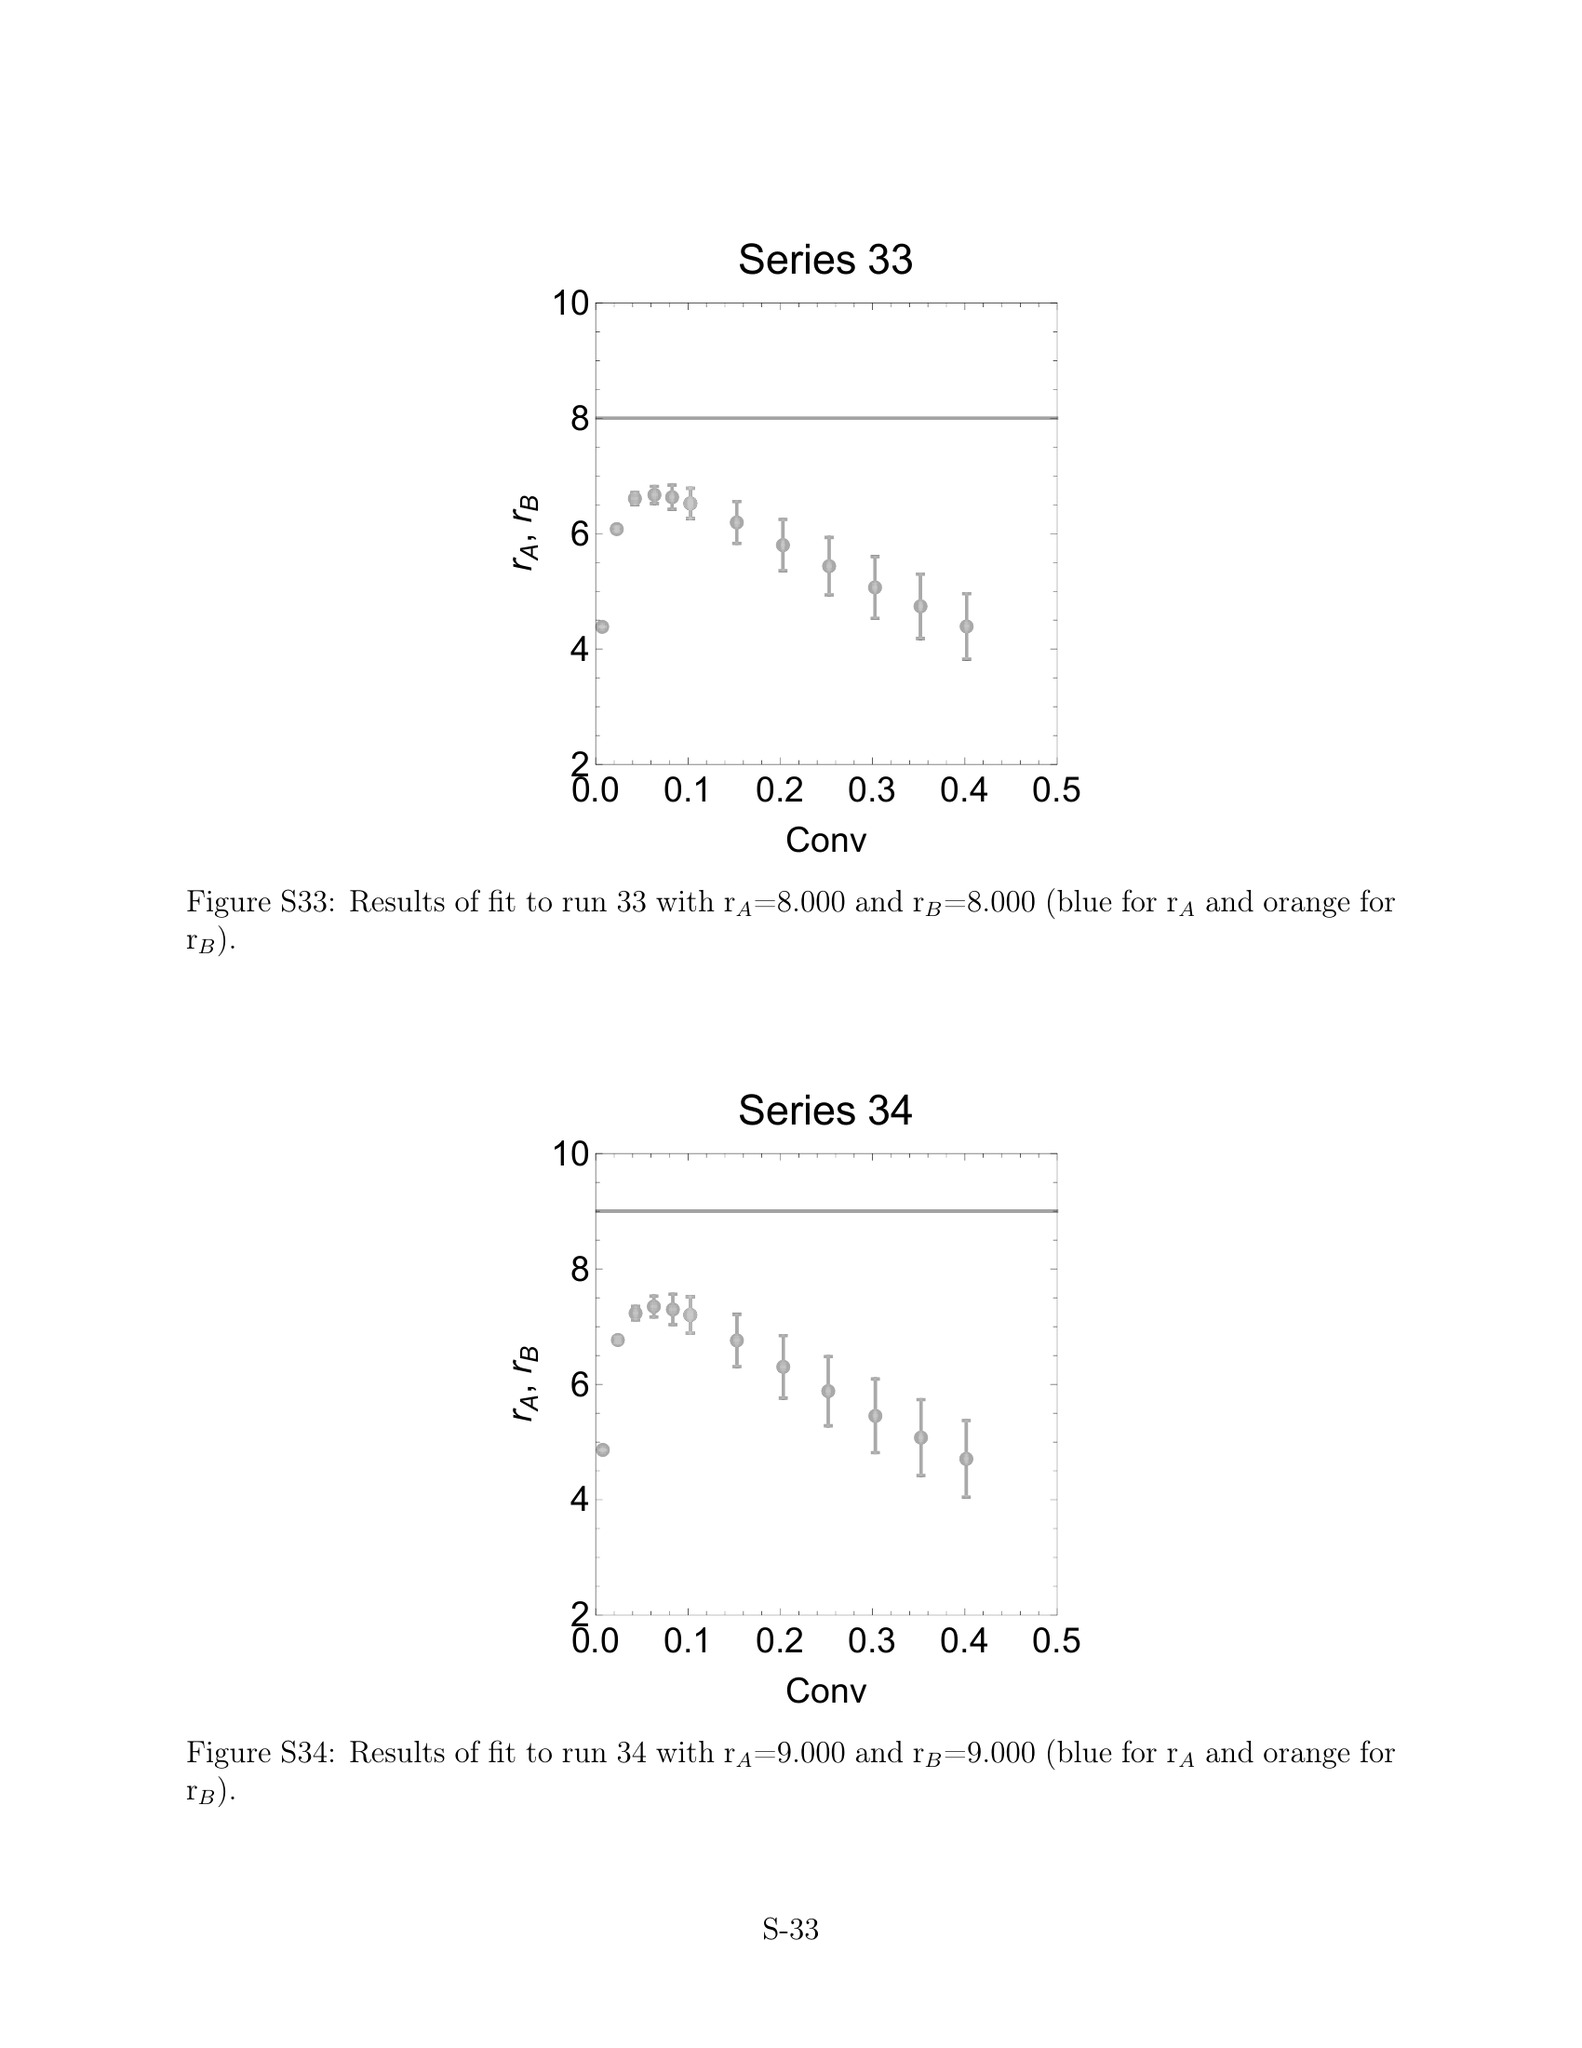 Series 33
10
8
6
4
2
r_A, r_B
0.0 0.1 0.2 0.3 0.4 0.5
Conv
Figure S33: Results of fit to run 33 with r_A=8.000 and r_B=8.000 (blue for r_A and orange for
r_B).
Series 34
10
8
6
4
2
r_A, r_B
0.0 0.1 0.2 0.3 0.4 0.5
Conv
Figure S34: Results of fit to run 34 with r_A=9.000 and r_B=9.000 (blue for r_A and orange for
r_B).
S-33